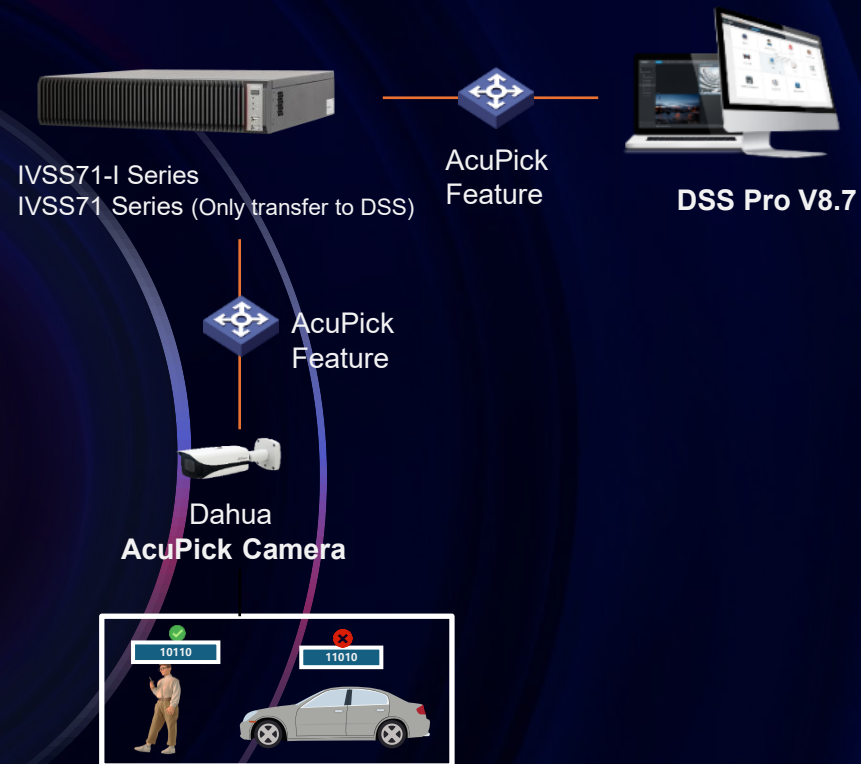 IVSS71-I Series
IVSS71 Series (Only transfer to DSS)
AcuPick
Feature
DSS Pro V8.7
AcuPick
Feature
Dahua
AcuPick Camera
10110
11010